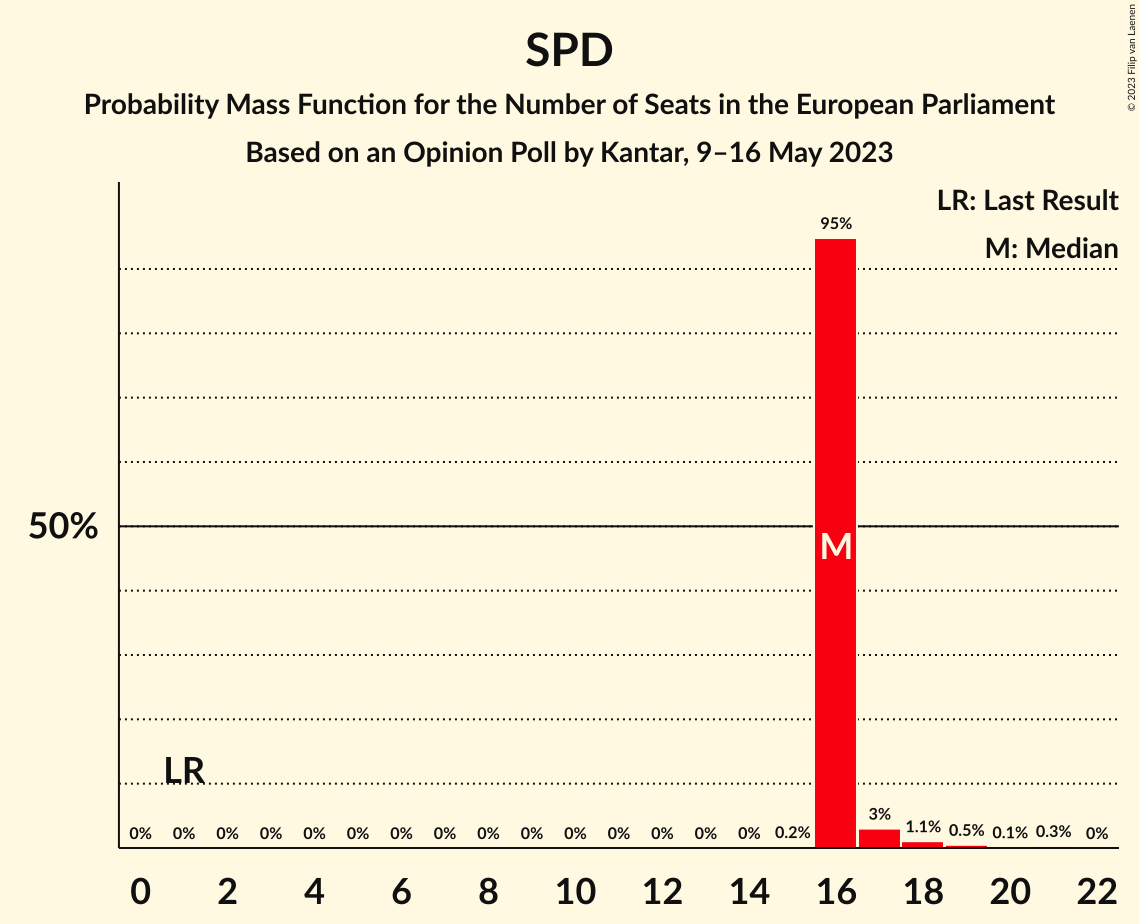 SPD
Probability Mass Function for the Number of Seats in the European Parliament
Based on an Opinion Poll by Kantar, 9–16 May 2023
© 2023 Filip van Laenen
LR: Last Result
M: Median
95%
50%
M
LR
0% 0% 0% 0% 0% 0% 0% 0% 0% 0% 0% 0% 0% 0% 0% 0.2% 3% 1.1% 0.5% 0.1% 0.3% 0%
0 2 4 6 8 10 12 14 16 18 20 22